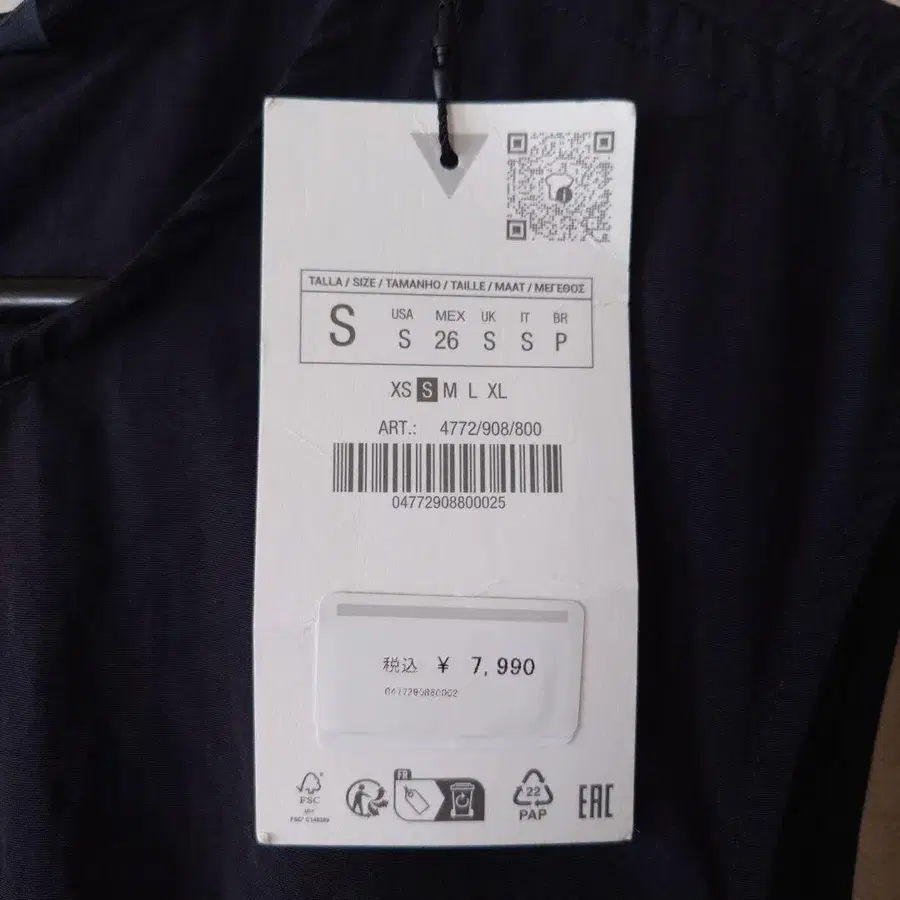 TALLA / SIZE / TAMANHO / TAILLE / MAAT / ΜΕΓΕΘΟΣ
S
USA MEX UK IT BR
S 26 S S P
XS S M L XL
ART.: 4772/908/800
04772908800025
税込 ¥ 7,990
FR
FSC
22
PAP
EAC